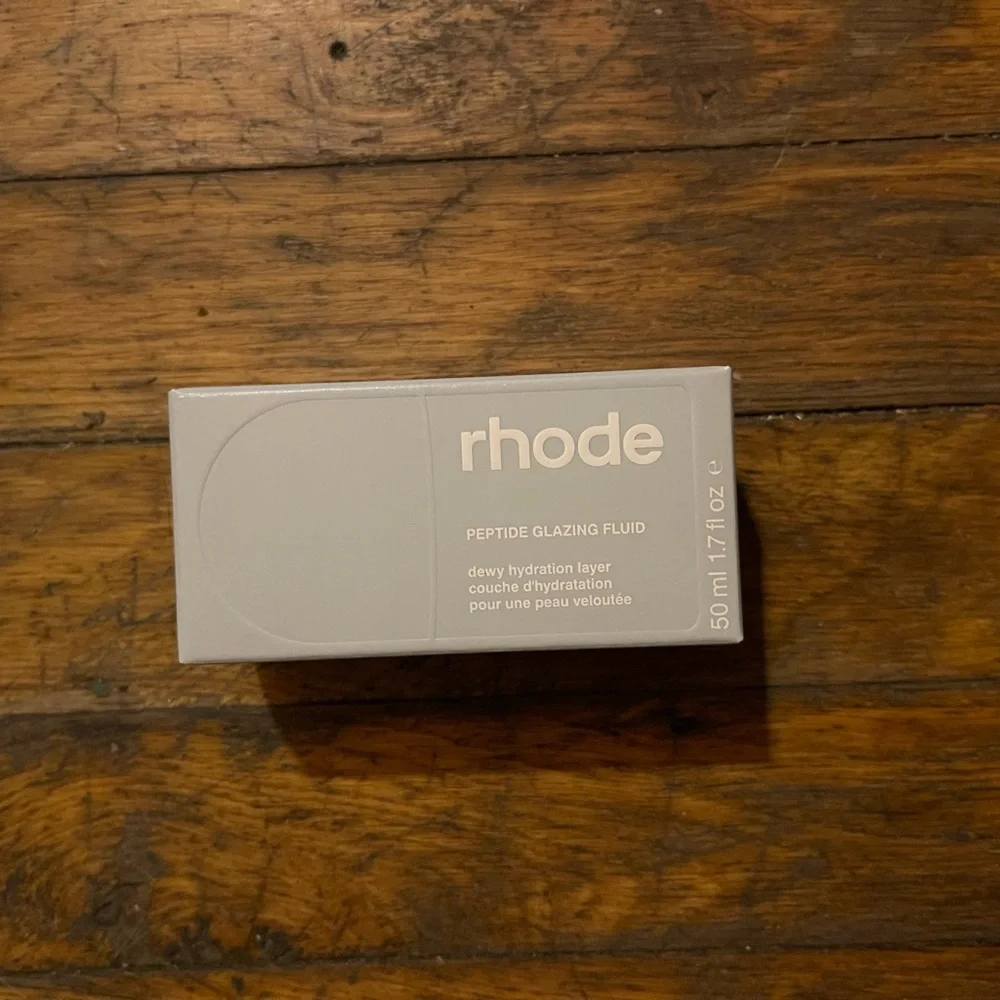 rhode
PEPTIDE GLAZING FLUID
dewy hydration layer
couche d'hydratation
pour une peau veloutée
50 ml 1.7 fl oz ℮